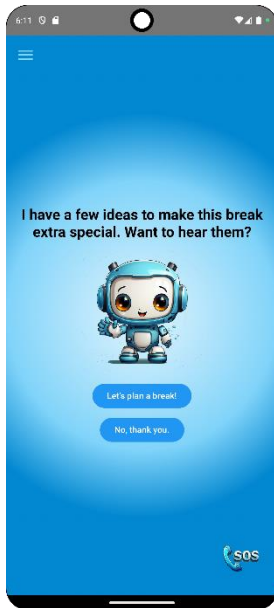 6:11
I have a few ideas to make this break
extra special. Want to hear them?
Let's plan a break!
No, thank you.
SOS